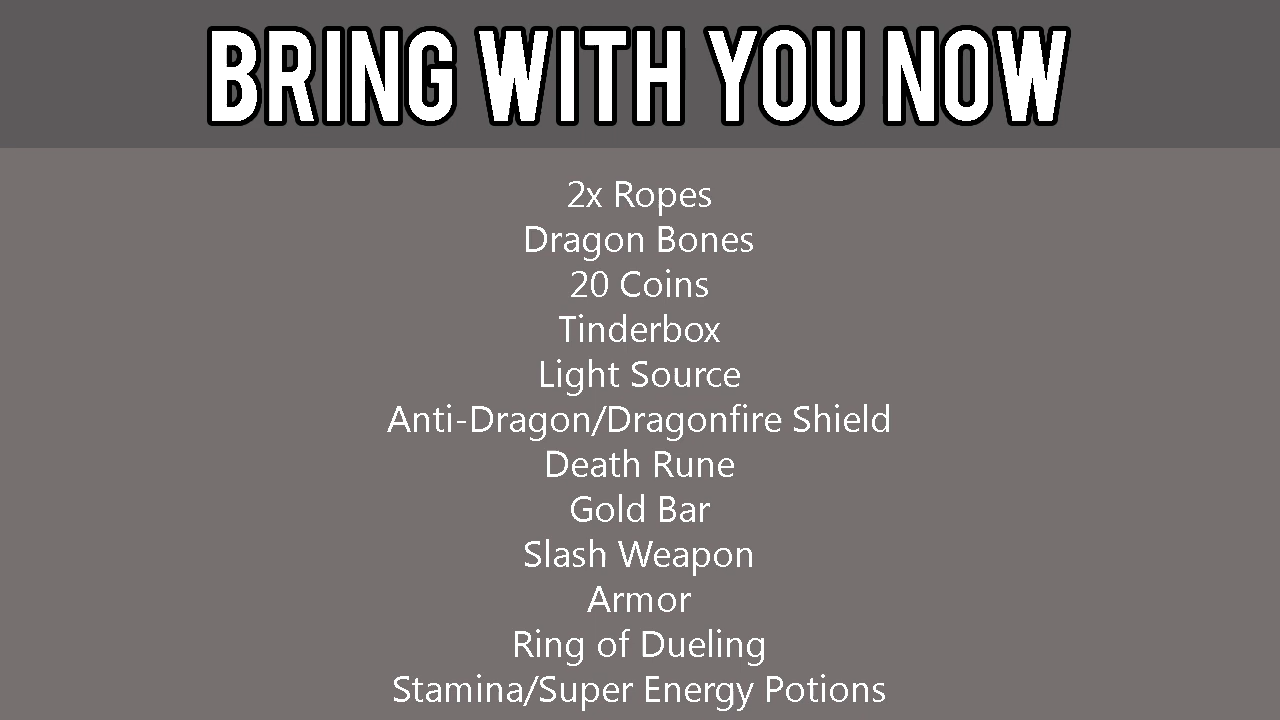 BRING WITH YOU NOW
2x Ropes
Dragon Bones
20 Coins
Tinderbox
Light Source
Anti-Dragon/Dragonfire Shield
Death Rune
Gold Bar
Slash Weapon
Armor
Ring of Dueling
Stamina/Super Energy Potions